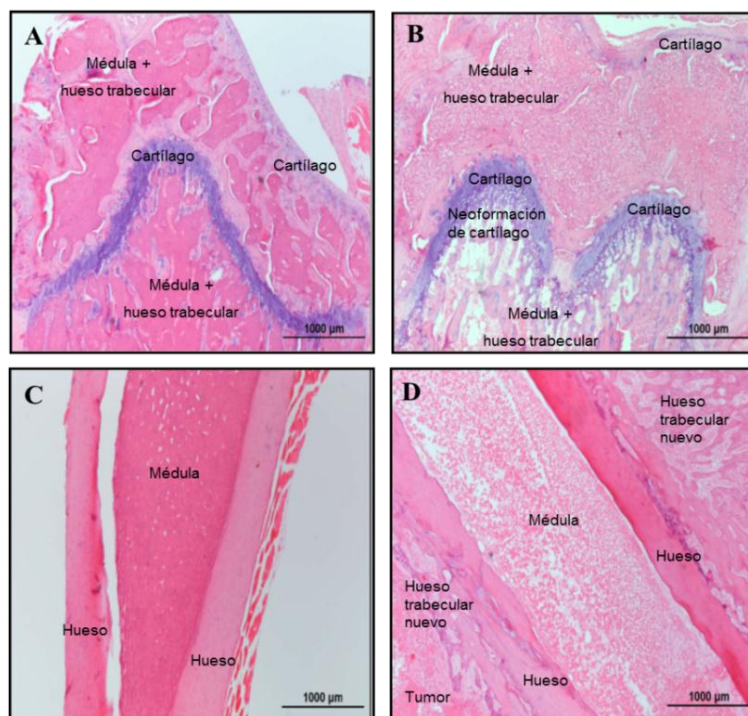 A
Médula +
hueso trabecular
Cartílago
Cartílago
Médula +
hueso trabecular
1000 µm
B
Cartílago
Médula +
hueso trabecular
Cartílago
Cartílago
Neoformación
de cartílago
Médula +
hueso trabecular
1000 µm
C
Médula
Hueso
Hueso
1000 µm
D
Hueso
trabecular
nuevo
Médula
Hueso
Hueso
trabecular
nuevo
Hueso
Tumor
1000 µm